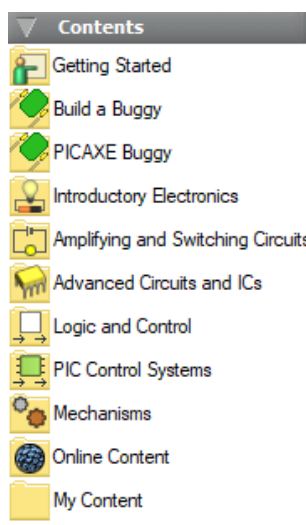 Contents
Getting Started
Build a Buggy
PICAXE Buggy
Introductory Electronics
Amplifying and Switching Circuits
Advanced Circuits and ICs
Logic and Control
PIC Control Systems
Mechanisms
Online Content
My Content